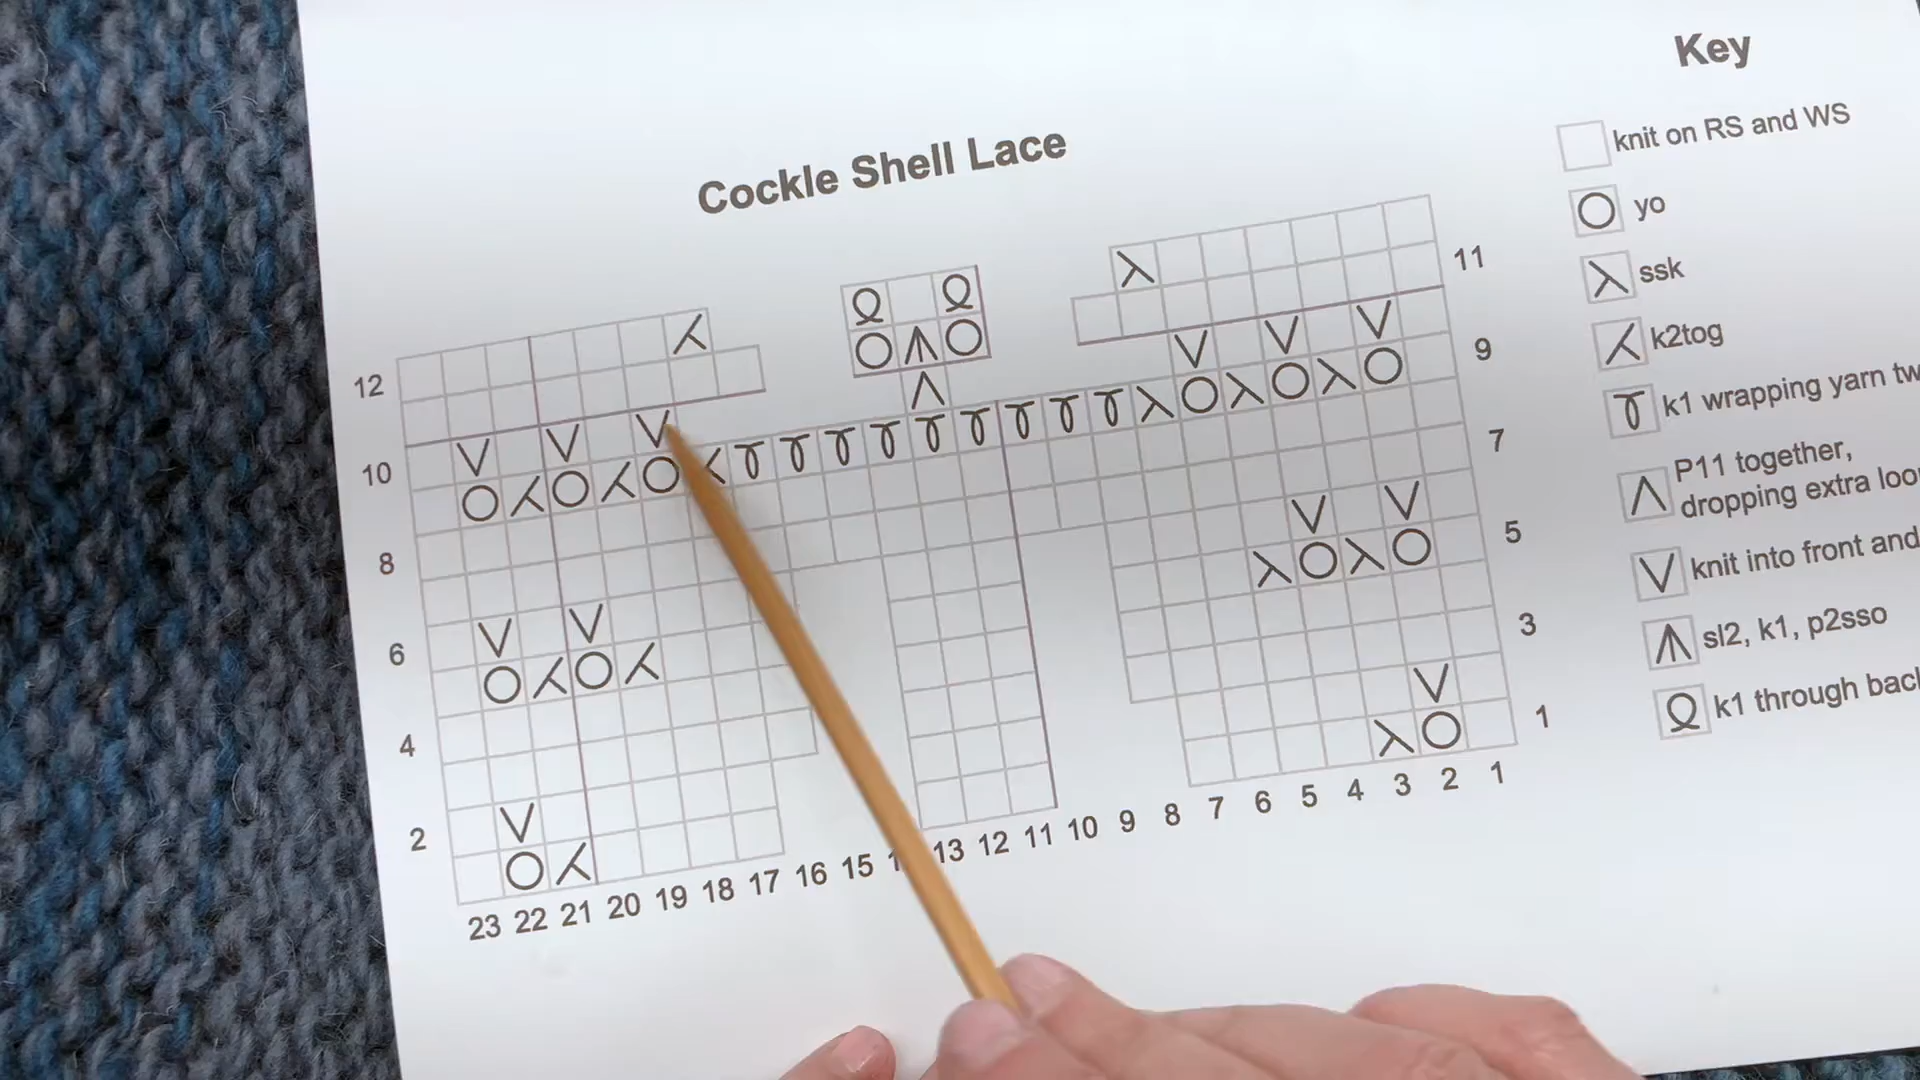 Cockle Shell Lace
12
10
8
6
4
2
11
9
7
5
3
1
23 22 21 20 19 18 17 16 15 13 12 11 10 9 8 7 6 5 4 3 2 1
Key
knit on RS and WS
yo
ssk
k2tog
k1 wrapping yarn
P11 together,
dropping extra
knit into front and
sl2, k1, p2sso
k1 through